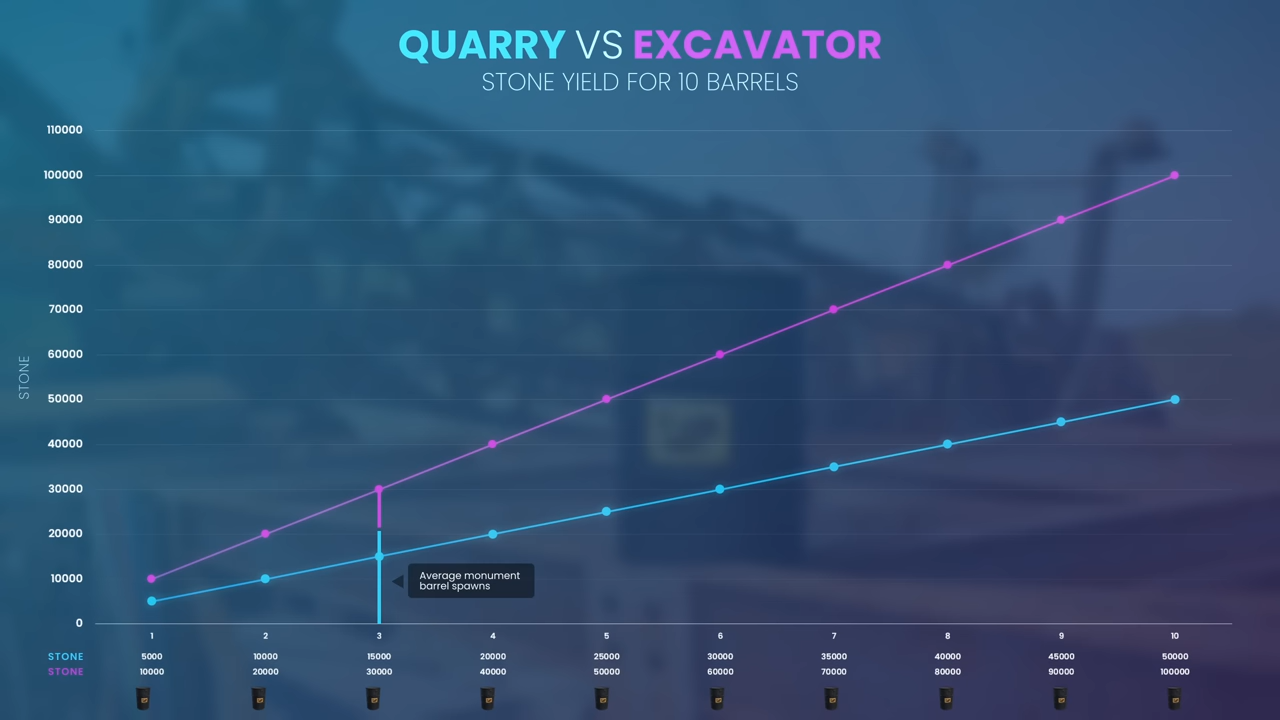 QUARRY VS EXCAVATOR
STONE YIELD FOR 10 BARRELS
110000
100000
90000
80000
70000
60000
50000
40000
30000
20000
10000
0
STONE
Average monument
barrel spawns
1 2 3 4 5 6 7 8 9 10
STONE 5000 10000 15000 20000 25000 30000 35000 40000 45000 50000
STONE 10000 20000 30000 40000 50000 60000 70000 80000 90000 100000